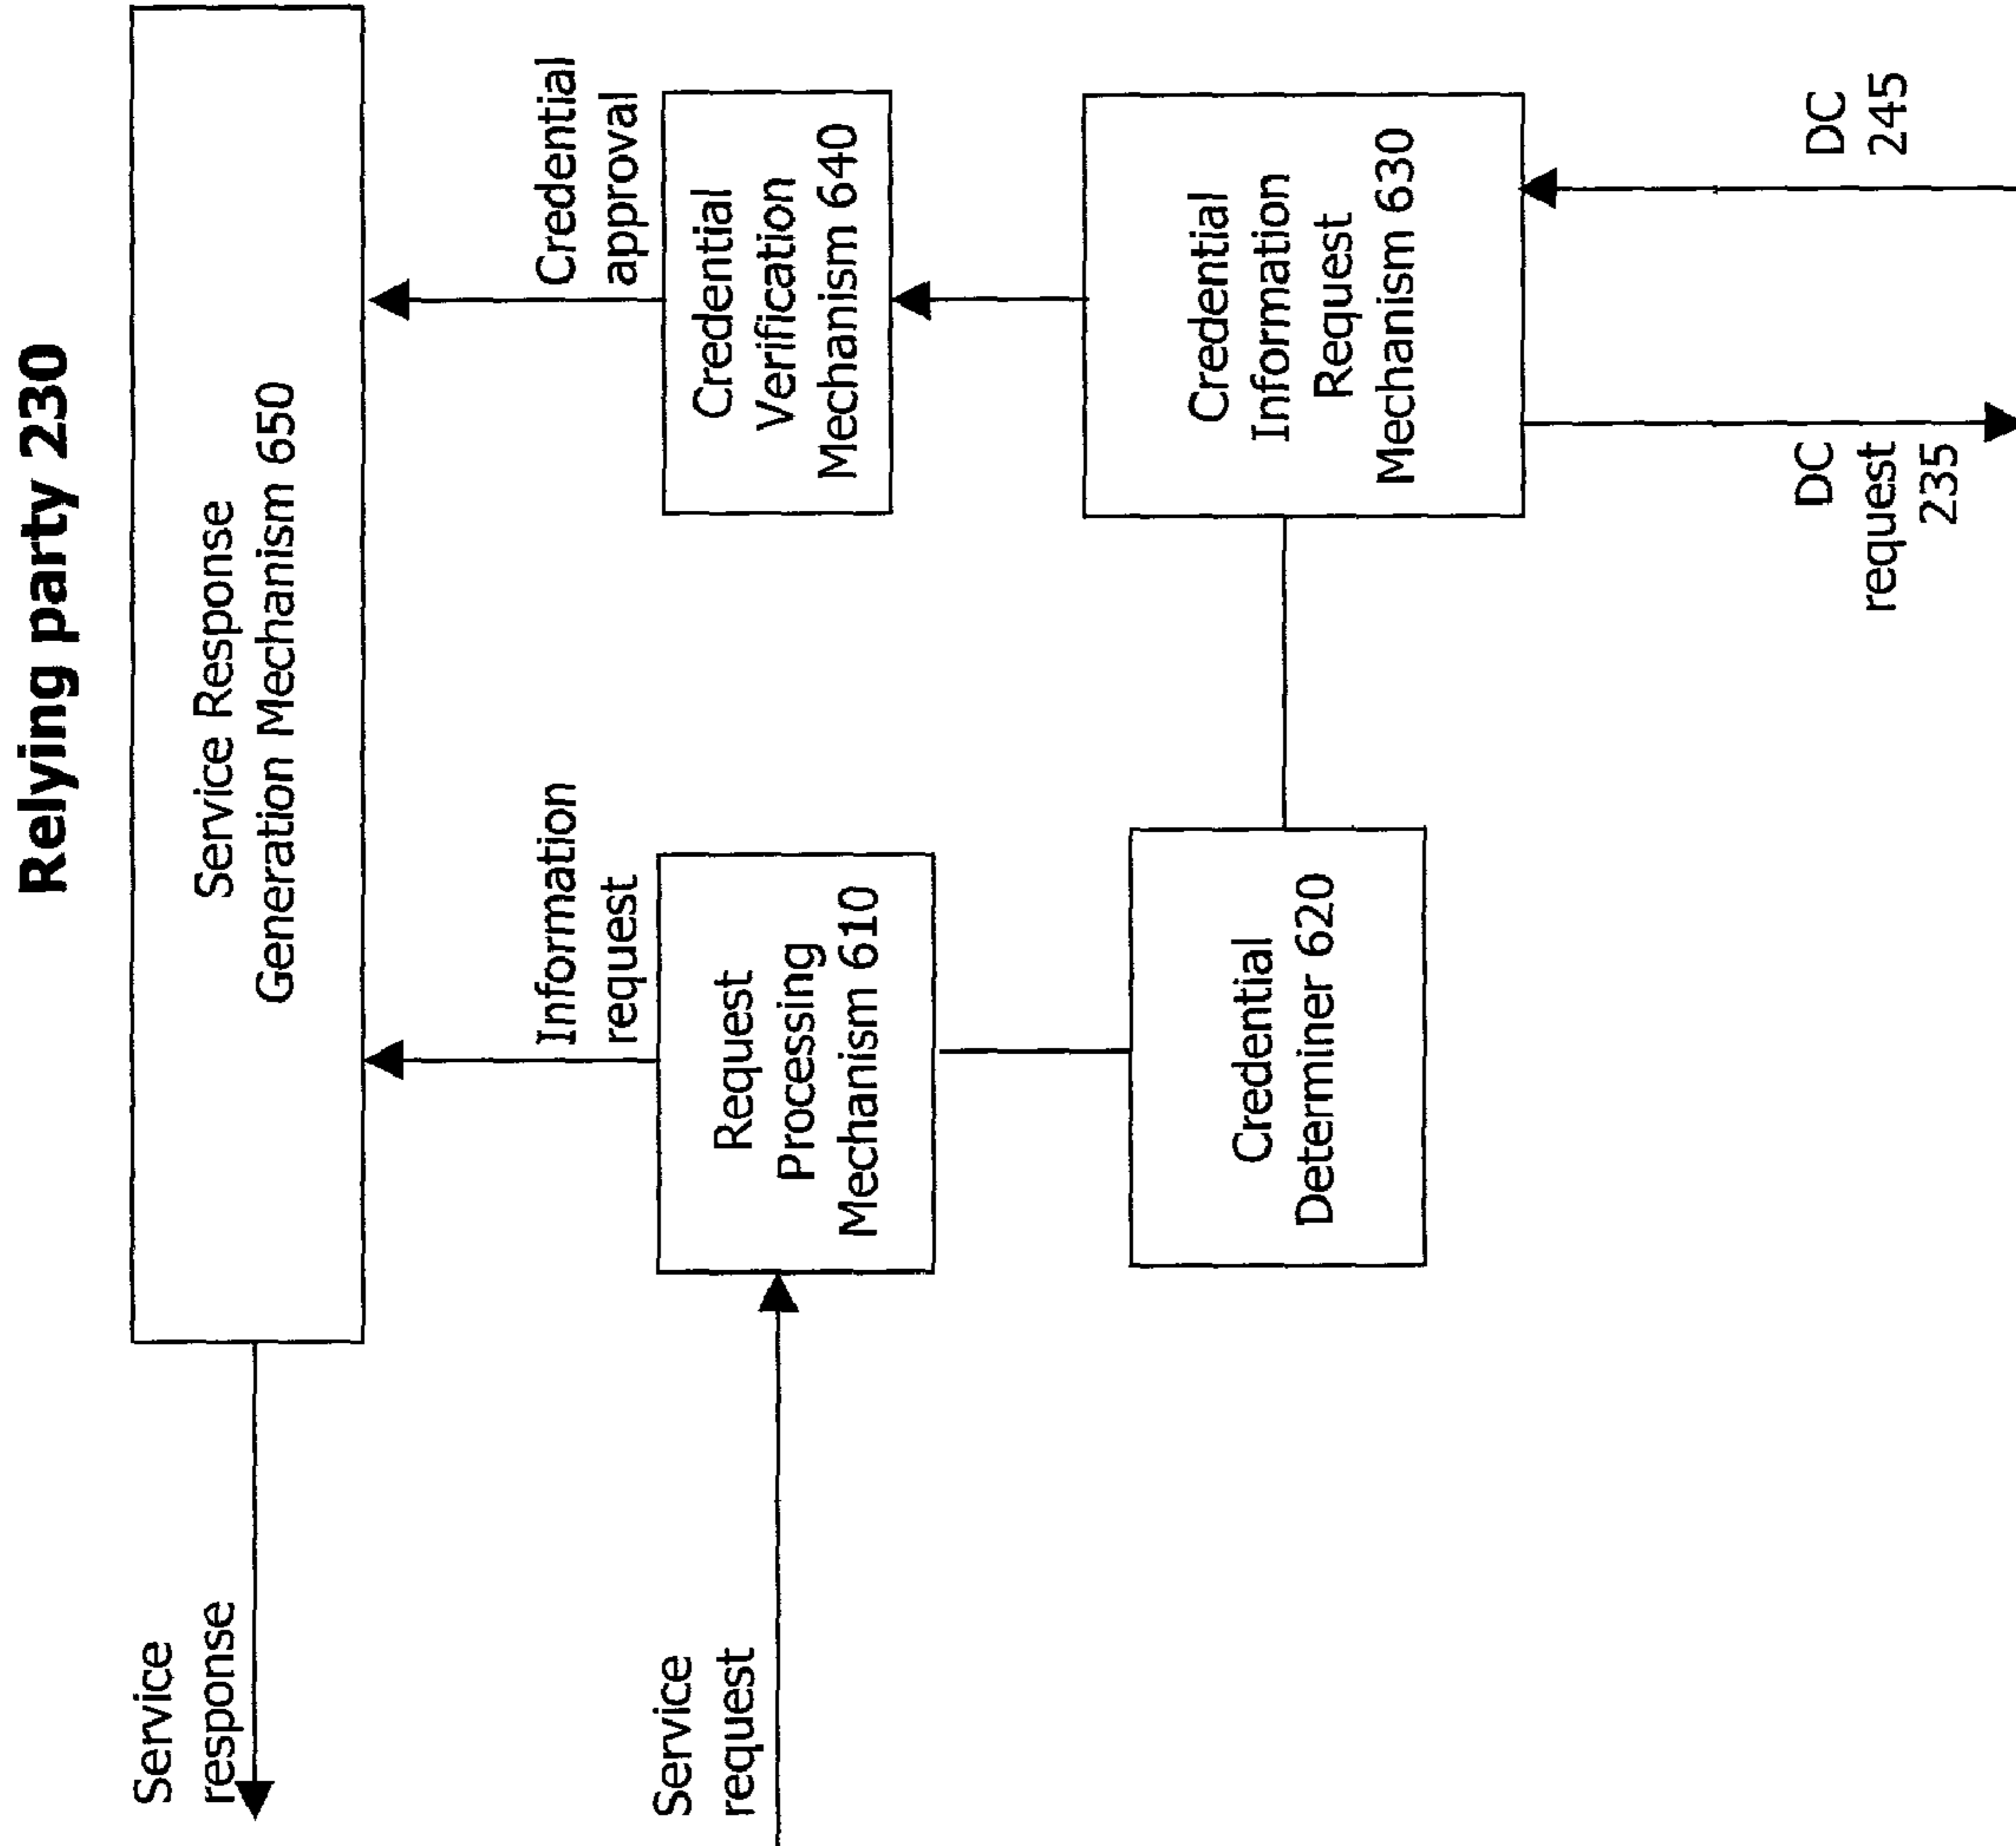 Relying party 230
Service
response
Service Response
Generation Mechanism 650
Information
request
Credential
approval
Service
request
Request
Processing
Mechanism 610
Credential
Verification
Mechanism 640
Credential
Determiner 620
Credential
Information
Request
Mechanism 630
DC
request
235
DC
245